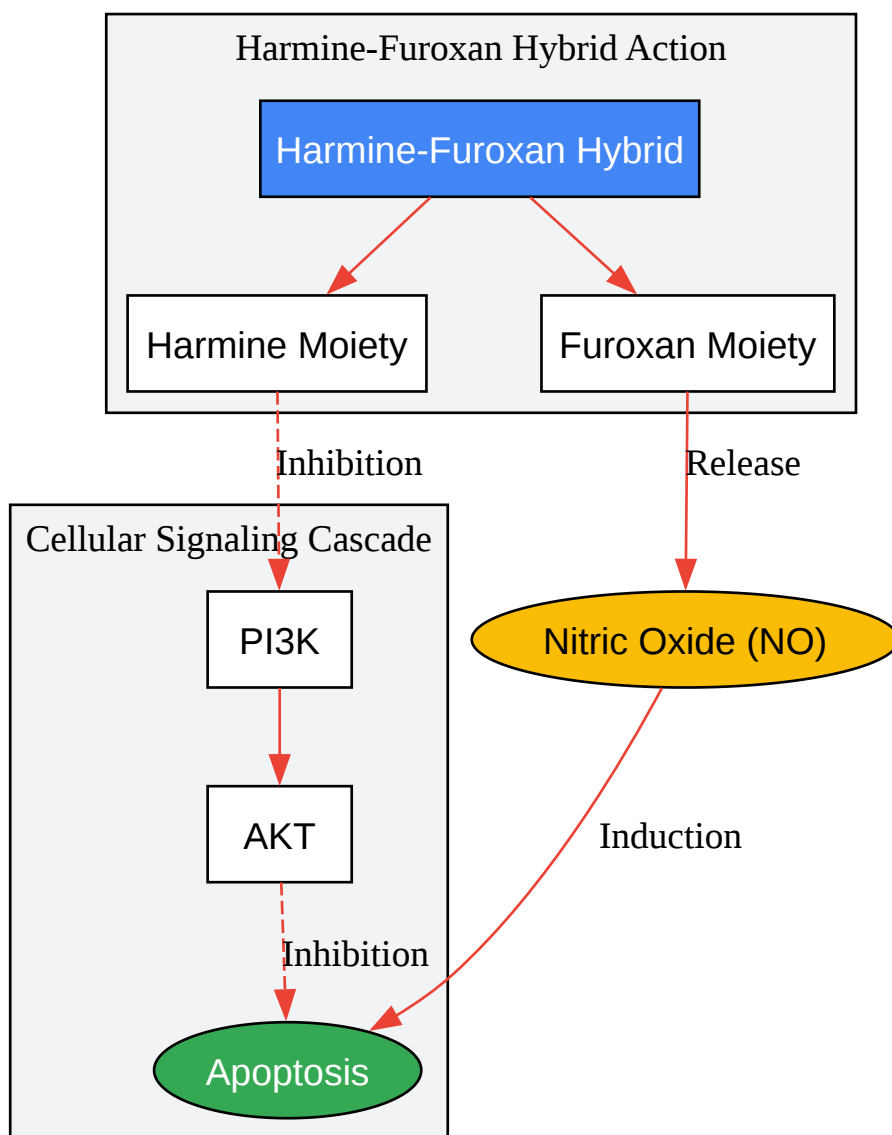 Harmine-Furoxan Hybrid Action
Harmine-Furoxan Hybrid
Harmine Moiety
Furoxan Moiety
Inhibition
Release
Cellular Signaling Cascade
PI3K
Nitric Oxide (NO)
AKT
Induction
Inhibition
Apoptosis